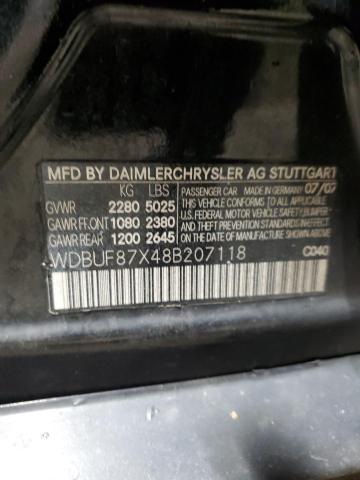 MFD BY DAIMLERCHRYSLER AG STUTTGART
KG LBS
GVWR 2280 5025
GAWR FF.ONT 1080 2380
GAWR REAR 1200 2645
PASSENGER CAR MADE IN GERMANY 07/07
THIS VEHICLE CONFORMS TO ALL APPLICABLE
U.S. FEDERAL MOTOR VEHICLE SAFETY, BUMPER,
AND THEFT PREVENTION STANDARDS IN EFFECT
ON THE DATE OF MANUFACTURE SHOWN ABOVE.
WDBUF87X48B207118 C040